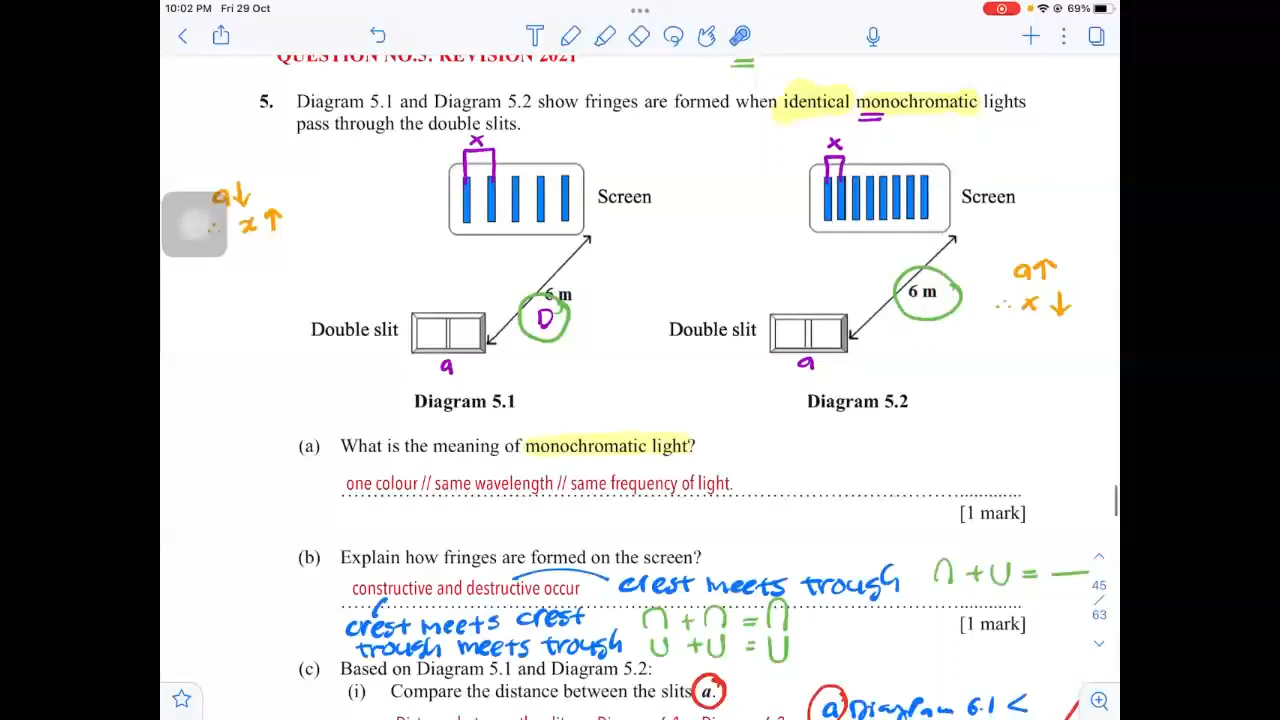 10:02 PM Fri 29 Oct
69%
QUESTION NO.5: REVISION 2021
5. Diagram 5.1 and Diagram 5.2 show fringes are formed when identical monochromatic lights
pass through the double slits.
x
x
Screen
Screen
a↓
∴ x↑
6 m
D
6 m
a↑
∴ x↓
Double slit
Double slit
a
a
Diagram 5.1
Diagram 5.2
(a) What is the meaning of monochromatic light?
one colour // same wavelength // same frequency of light.
[1 mark]
(b) Explain how fringes are formed on the screen?
constructive and destructive occur
crest meets trough
∩ + ∪ = —
crest meets crest
∩ + ∩ = ∩
trough meets trough
∪ + ∪ = ∪
[1 mark]
45
/
63
(c) Based on Diagram 5.1 and Diagram 5.2:
(i) Compare the distance between the slits a.
a Diagram 6.1 <